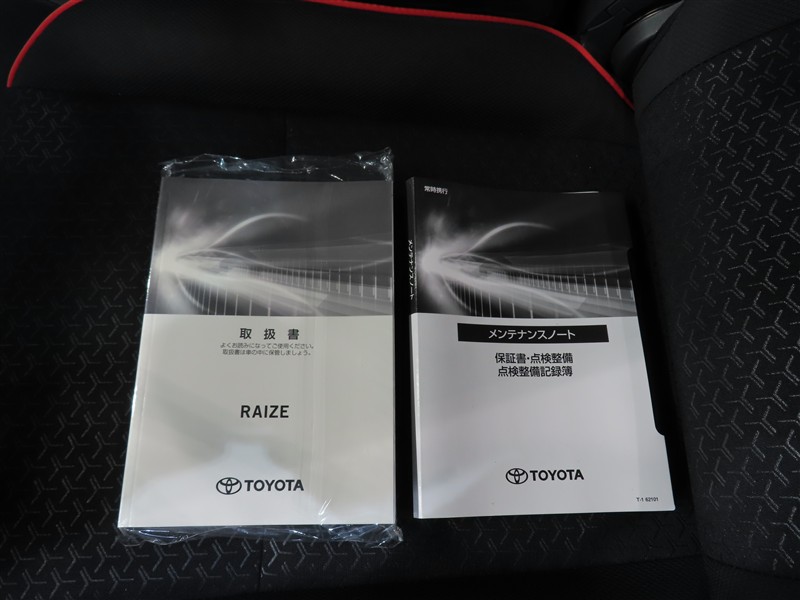 取扱書
よくお読みになってご使用ください。
取扱書は車の中に保管しましょう。
RAIZE
TOYOTA
常時携行
メンテナンスノート
メンテナンスノート
保証書・点検整備
点検整備記録簿
TOYOTA
T-1 62101